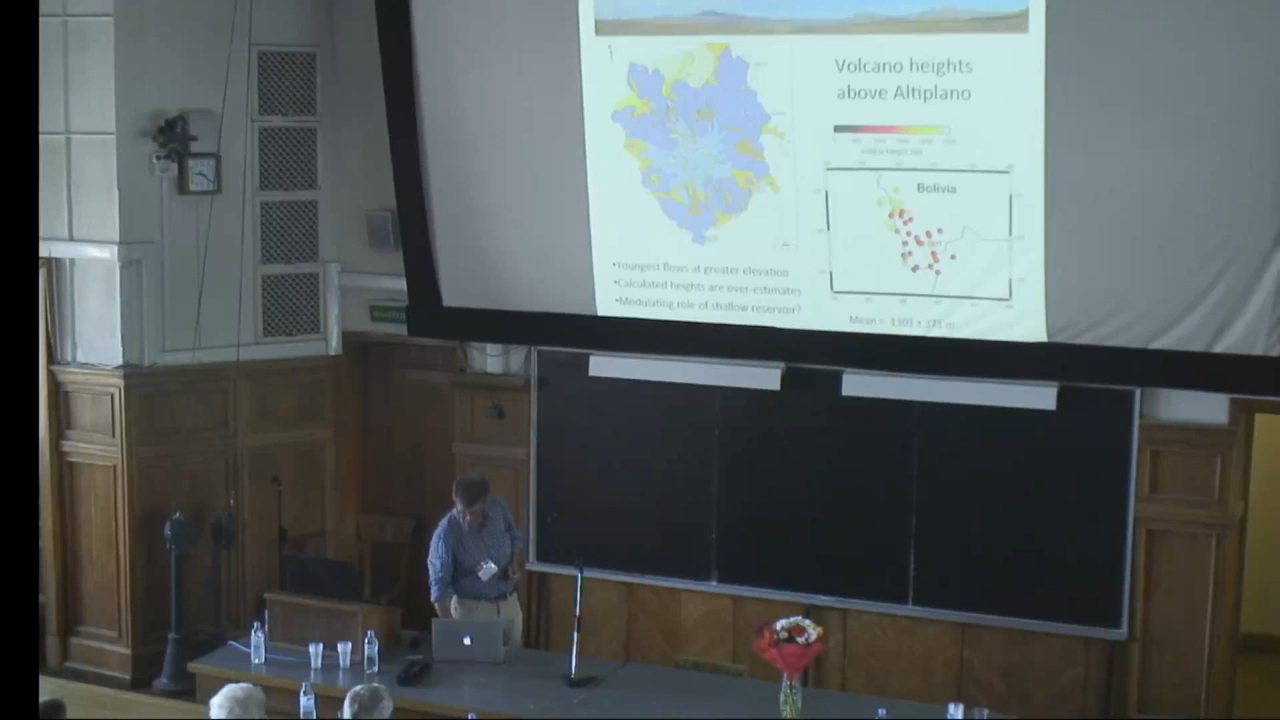 Volcano heights
above Altiplano
Bolivia
•Youngest flows at greater elevation
•Calculated heights are over-estimates
•Modulating role of shallow reservoir?
Mean =